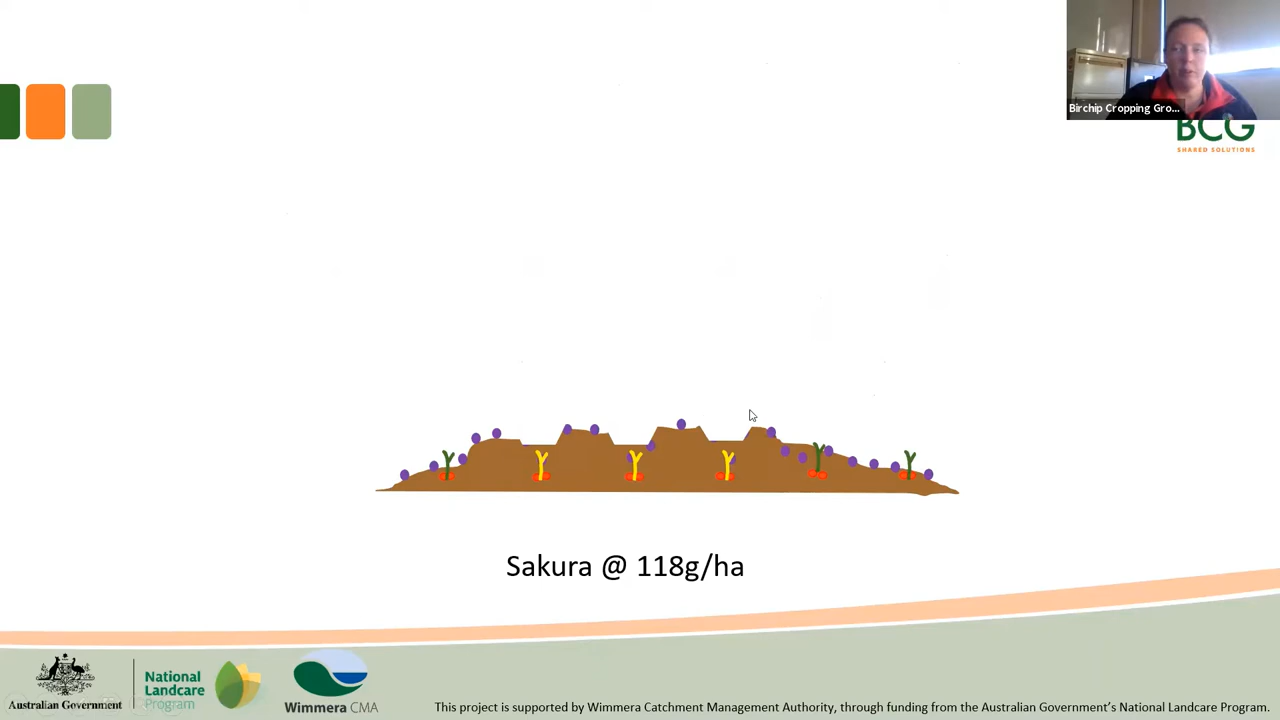 Birchip Cropping Gro...
BCG
SHARED SOLUTIONS
Sakura @ 118g/ha
Australian Government
National
Landcare
Program
Wimmera CMA
This project is supported by Wimmera Catchment Management Authority, through funding from the Australian Government's National Landcare Program.